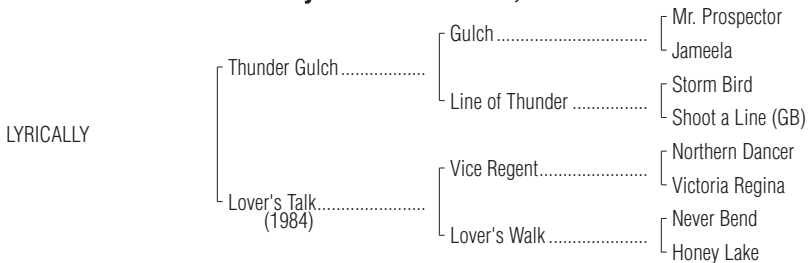 Mr. Prospector
Gulch
Jameela
Thunder Gulch
Storm Bird
Line of Thunder
Shoot a Line (GB)
LYRICALLY
Northern Dancer
Vice Regent
Victoria Regina
Lover's Talk
(1984)
Never Bend
Lover's Walk
Honey Lake